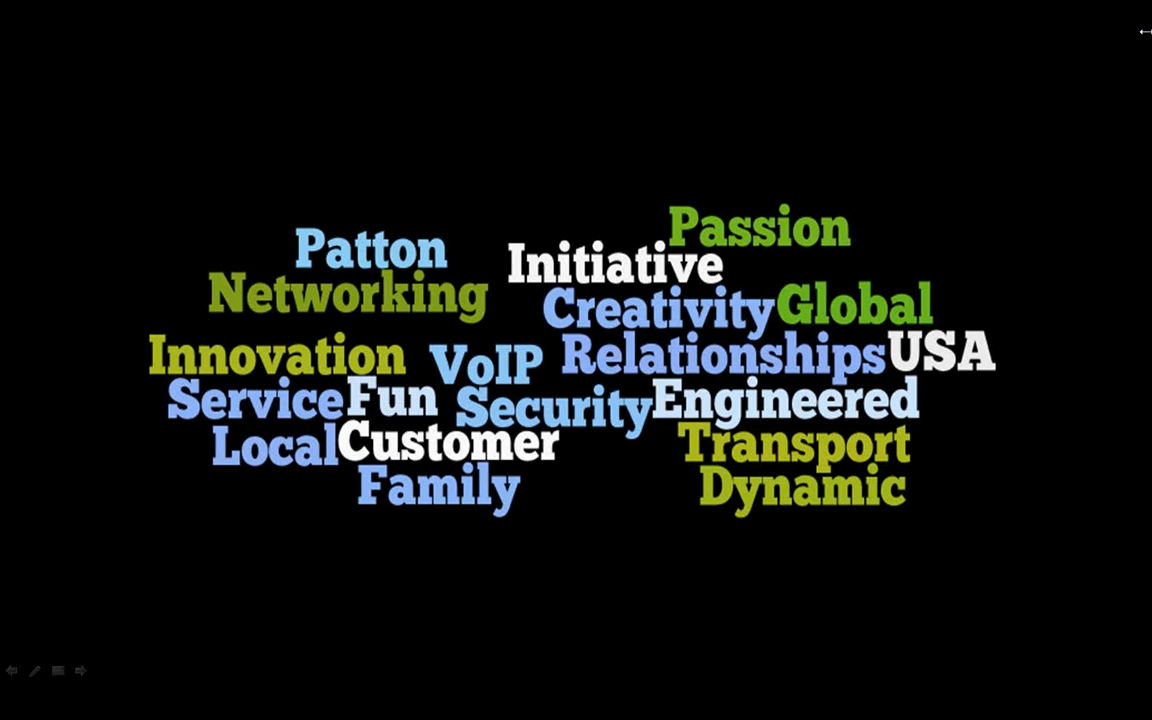 Passion
Patton Initiative
Networking Creativity Global
Innovation VoIP Relationships USA
Service Fun Security Engineered
Local Customer Transport
Family Dynamic